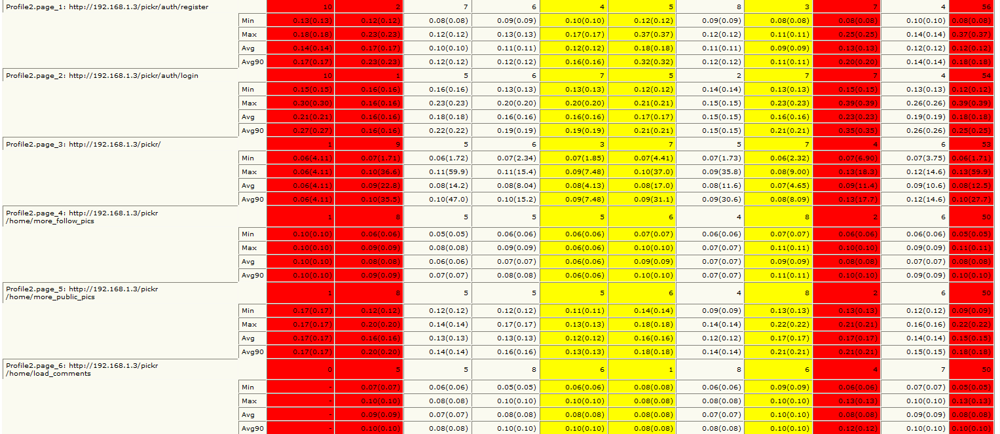 Profile2.page_1: http://192.168.1.3/pickr/auth/register 10 2 7 6 4 5 8 3 7 4 56
Min 0.13(0.13) 0.12(0.12) 0.08(0.08) 0.09(0.09) 0.10(0.10) 0.12(0.12) 0.09(0.09) 0.08(0.08) 0.08(0.08) 0.10(0.10) 0.08(0.08)
Max 0.18(0.18) 0.23(0.23) 0.12(0.12) 0.13(0.13) 0.17(0.17) 0.37(0.37) 0.12(0.12) 0.11(0.11) 0.25(0.25) 0.14(0.14) 0.37(0.37)
Avg 0.14(0.14) 0.17(0.17) 0.10(0.10) 0.11(0.11) 0.12(0.12) 0.18(0.18) 0.11(0.11) 0.09(0.09) 0.13(0.13) 0.12(0.12) 0.12(0.12)
Avg90 0.17(0.17) 0.23(0.23) 0.12(0.12) 0.12(0.12) 0.16(0.16) 0.32(0.32) 0.12(0.12) 0.11(0.11) 0.20(0.20) 0.14(0.14) 0.18(0.18)
Profile2.page_2: http://192.168.1.3/pickr/auth/login 10 1 5 6 7 5 2 7 7 4 54
Min 0.15(0.15) 0.16(0.16) 0.16(0.16) 0.13(0.13) 0.13(0.13) 0.12(0.12) 0.14(0.14) 0.13(0.13) 0.15(0.15) 0.13(0.13) 0.12(0.12)
Max 0.30(0.30) 0.16(0.16) 0.23(0.23) 0.20(0.20) 0.20(0.20) 0.21(0.21) 0.15(0.15) 0.23(0.23) 0.39(0.39) 0.26(0.26) 0.39(0.39)
Avg 0.21(0.21) 0.16(0.16) 0.18(0.18) 0.16(0.16) 0.16(0.16) 0.17(0.17) 0.15(0.15) 0.16(0.16) 0.23(0.23) 0.19(0.19) 0.18(0.18)
Avg90 0.27(0.27) 0.16(0.16) 0.22(0.22) 0.19(0.19) 0.19(0.19) 0.21(0.21) 0.15(0.15) 0.21(0.21) 0.35(0.35) 0.26(0.26) 0.25(0.25)
Profile2.page_3: http://192.168.1.3/pickr/ 1 9 5 6 3 7 5 7 4 6 53
Min 0.06(4.11) 0.07(1.71) 0.06(1.72) 0.07(2.34) 0.07(1.85) 0.07(4.41) 0.07(1.73) 0.06(2.32) 0.07(6.90) 0.07(3.75) 0.06(1.71)
Max 0.06(4.11) 0.10(36.6) 0.11(59.9) 0.11(15.4) 0.09(7.48) 0.10(37.0) 0.09(35.8) 0.08(9.00) 0.13(18.3) 0.12(14.6) 0.13(59.9)
Avg 0.06(4.11) 0.09(22.8) 0.08(14.2) 0.08(8.04) 0.08(4.13) 0.08(17.0) 0.08(11.6) 0.07(4.65) 0.09(11.4) 0.09(10.6) 0.08(12.5)
Avg90 0.06(4.11) 0.10(35.5) 0.10(47.0) 0.10(15.2) 0.09(7.48) 0.09(31.1) 0.09(30.6) 0.08(8.09) 0.13(17.7) 0.12(14.6) 0.10(27.7)
Profile2.page_4: http://192.168.1.3/pickr
/home/more_follow_pics 1 8 5 5 5 6 4 8 2 6 50
Min 0.10(0.10) 0.06(0.06) 0.05(0.05) 0.06(0.06) 0.06(0.06) 0.07(0.07) 0.06(0.06) 0.07(0.07) 0.06(0.06) 0.06(0.06) 0.05(0.05)
Max 0.10(0.10) 0.09(0.09) 0.08(0.08) 0.09(0.09) 0.06(0.06) 0.10(0.10) 0.07(0.07) 0.11(0.11) 0.10(0.10) 0.09(0.09) 0.11(0.11)
Avg 0.10(0.10) 0.08(0.08) 0.06(0.06) 0.07(0.07) 0.06(0.06) 0.09(0.09) 0.07(0.07) 0.09(0.09) 0.08(0.08) 0.07(0.07) 0.08(0.08)
Avg90 0.10(0.10) 0.09(0.09) 0.07(0.07) 0.08(0.08) 0.06(0.06) 0.10(0.10) 0.07(0.07) 0.11(0.11) 0.10(0.10) 0.09(0.09) 0.10(0.10)
Profile2.page_5: http://192.168.1.3/pickr
/home/more_public_pics 1 8 5 5 5 6 4 8 2 6 50
Min 0.17(0.17) 0.12(0.12) 0.12(0.12) 0.12(0.12) 0.11(0.11) 0.14(0.14) 0.09(0.09) 0.13(0.13) 0.13(0.13) 0.12(0.12) 0.09(0.09)
Max 0.17(0.17) 0.20(0.20) 0.14(0.14) 0.17(0.17) 0.13(0.13) 0.18(0.18) 0.14(0.14) 0.22(0.22) 0.21(0.21) 0.16(0.16) 0.22(0.22)
Avg 0.17(0.17) 0.16(0.16) 0.13(0.13) 0.13(0.13) 0.12(0.12) 0.16(0.16) 0.12(0.12) 0.17(0.17) 0.17(0.17) 0.14(0.14) 0.15(0.15)
Avg90 0.17(0.17) 0.20(0.20) 0.14(0.14) 0.16(0.16) 0.13(0.13) 0.18(0.18) 0.14(0.14) 0.21(0.21) 0.21(0.21) 0.15(0.15) 0.18(0.18)
Profile2.page_6: http://192.168.1.3/pickr
/home/load_comments 0 5 5 8 6 1 8 6 4 7 50
Min - 0.07(0.07) 0.06(0.06) 0.05(0.05) 0.06(0.06) 0.08(0.08) 0.06(0.06) 0.09(0.09) 0.06(0.06) 0.07(0.07) 0.05(0.05)
Max - 0.10(0.10) 0.08(0.08) 0.10(0.10) 0.10(0.10) 0.08(0.08) 0.08(0.08) 0.10(0.10) 0.13(0.13) 0.10(0.10) 0.13(0.13)
Avg - 0.09(0.09) 0.07(0.07) 0.08(0.08) 0.08(0.08) 0.08(0.08) 0.07(0.07) 0.10(0.10) 0.08(0.08) 0.09(0.09) 0.08(0.08)
Avg90 - 0.10(0.10) 0.08(0.08) 0.10(0.10) 0.10(0.10) 0.08(0.08) 0.08(0.08) 0.10(0.10) 0.12(0.12) 0.10(0.10) 0.10(0.10)